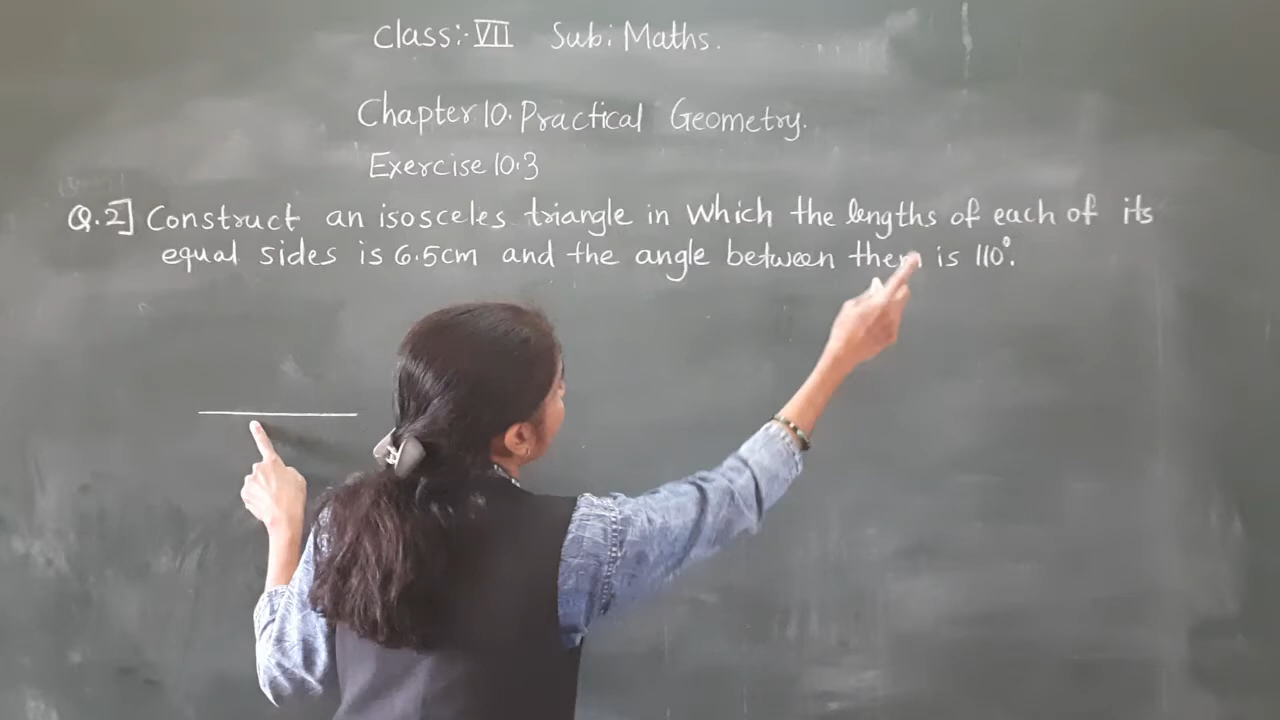 Class:- VII Sub: Maths.
Chapter 10. Practical Geometry.
Exercise 10.3
Q.2] Construct an isosceles triangle in which the lengths of each of its
equal sides is 6.5cm and the angle between them is 110°.